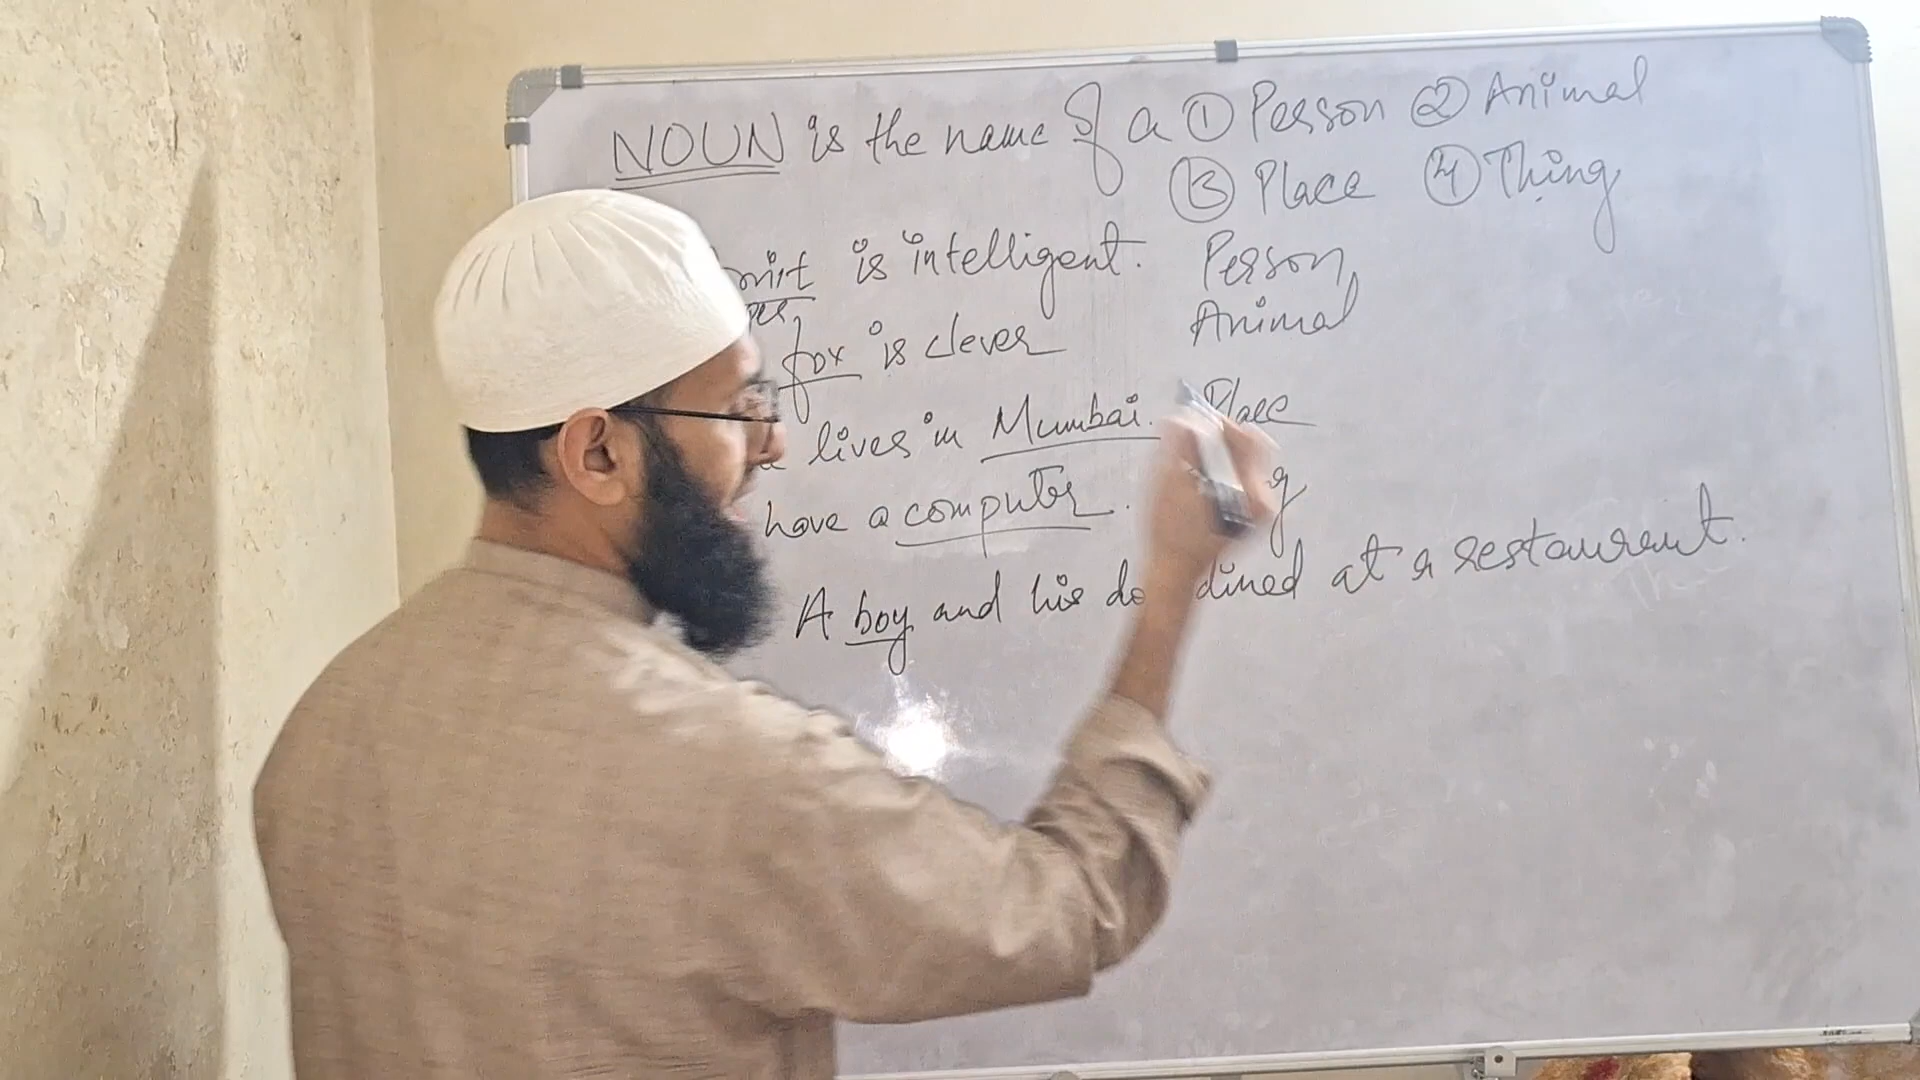 NOUN is the name of a ① Person ② Animal
③ Place ④ Thing
is intelligent. Person
fox is clever Animal
lives in Mumbai. Place
have a computer.
A boy and his do dined at a restaurent.